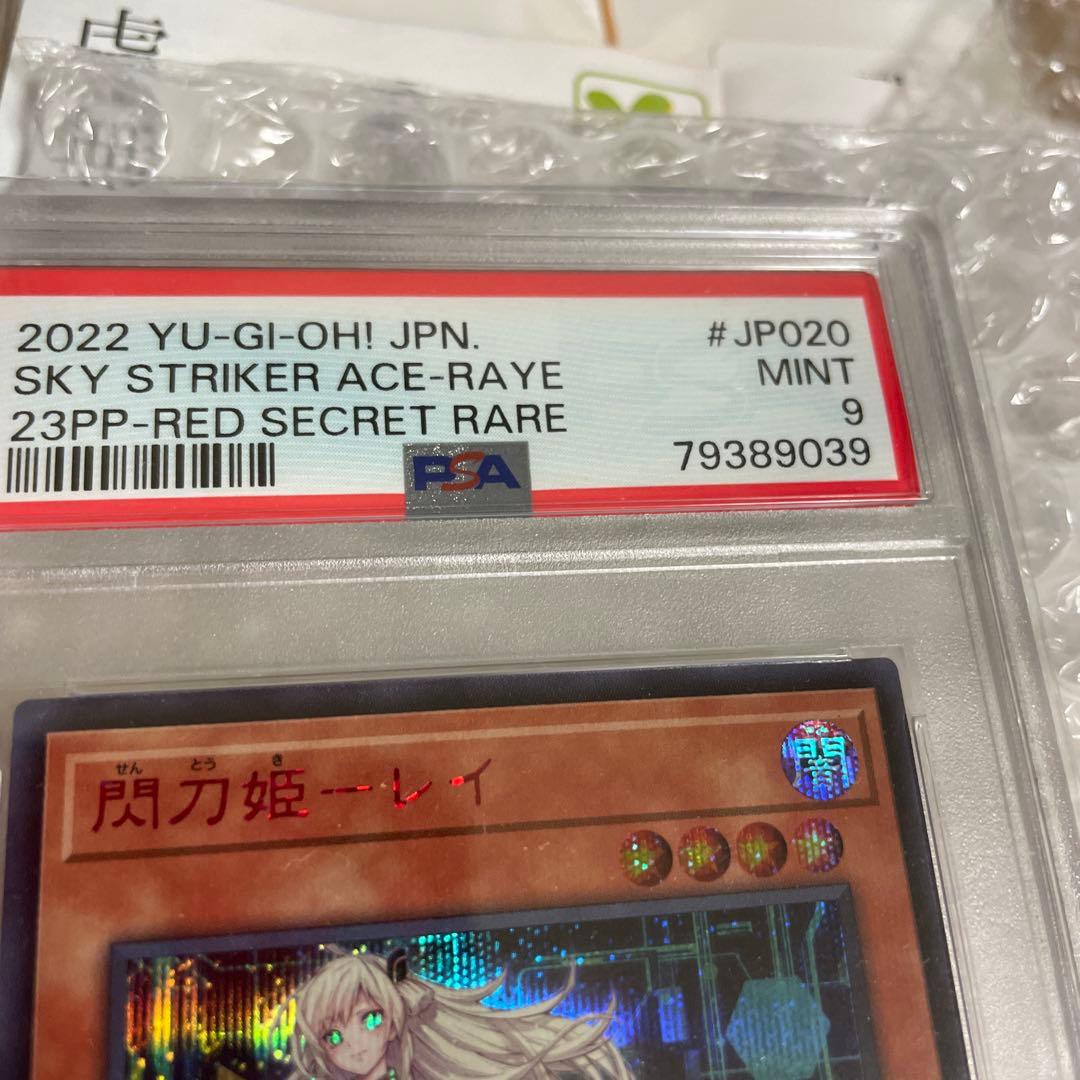 虎
2022 YU-GI-OH! JPN. #JP020
SKY STRIKER ACE-RAYE MINT
23PP-RED SECRET RARE 9
PSA 79389039
せんとうき
閃刀姫－レイ 闇